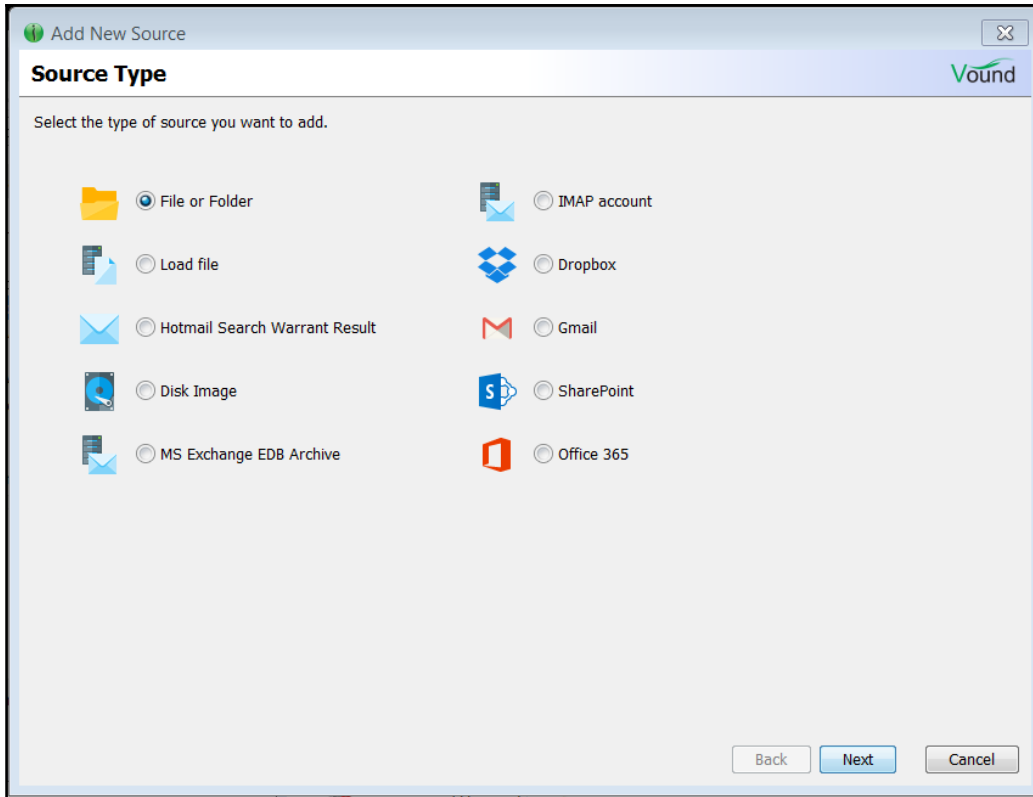 Add New Source
Source Type
Vound
Select the type of source you want to add.
File or Folder
Load file
Hotmail Search Warrant Result
Disk Image
MS Exchange EDB Archive
IMAP account
Dropbox
Gmail
SharePoint
Office 365
Back
Next
Cancel